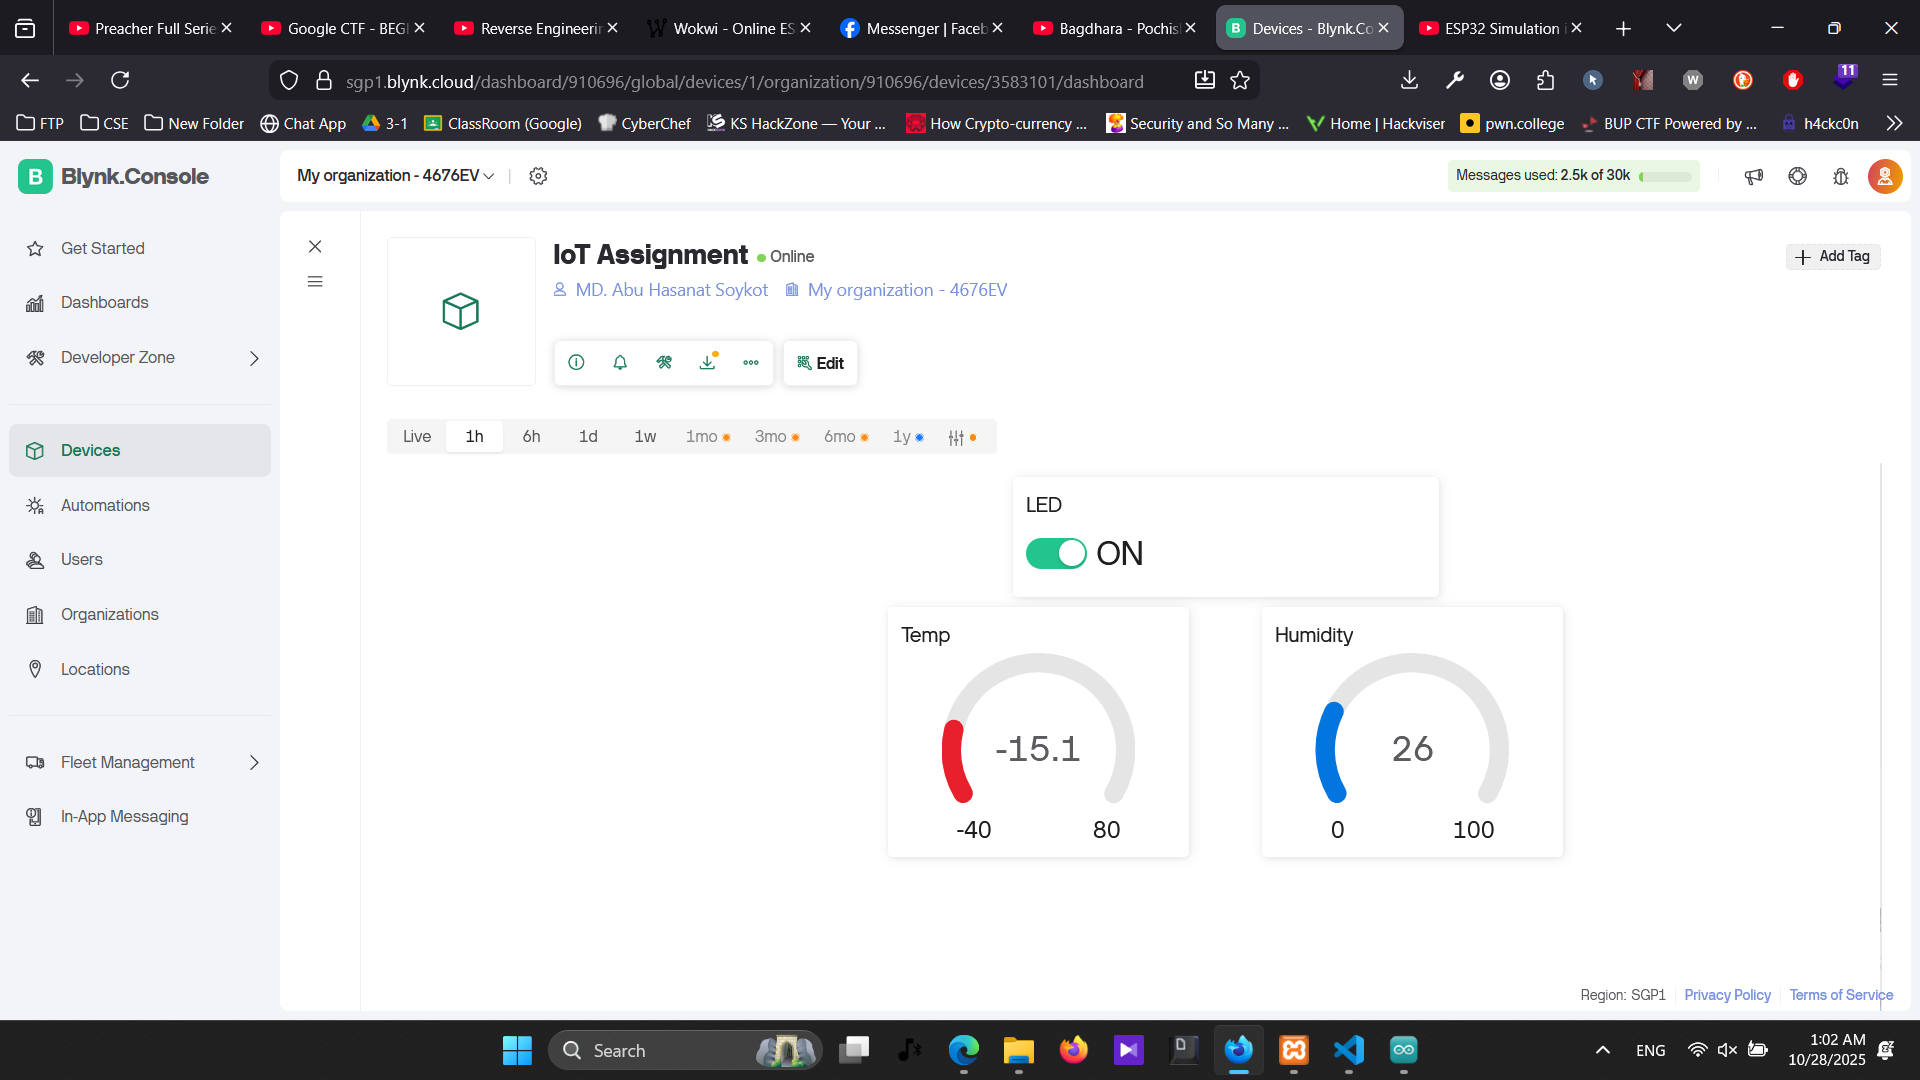 Preacher Full Serie
Google CTF - BEGI
Reverse Engineerin
Wokwi - Online ES
Messenger | Faceb
Bagdhara - Pochis
Devices - Blynk.Co
ESP32 Simulation i
sgp1.blynk.cloud/dashboard/910696/global/devices/1/organization/910696/devices/3583101/dashboard
11
FTP
CSE
New Folder
Chat App
3-1
ClassRoom (Google)
CyberChef
KS HackZone — Your ...
How Crypto-currency ...
Security and So Many ...
Home | Hackviser
pwn.college
BUP CTF Powered by ...
h4ckc0n
B Blynk.Console
My organization - 4676EV
Messages used: 2.5k of 30k
Get Started
Dashboards
Developer Zone
Devices
Automations
Users
Organizations
Locations
Fleet Management
In-App Messaging
IoT Assignment Online
MD. Abu Hasanat Soykot My organization - 4676EV
Add Tag
Edit
Live 1h 6h 1d 1w 1mo 3mo 6mo 1y
LED
ON
Temp
-15.1
-40 80
Humidity
26
0 100
Region: SGP1 Privacy Policy Terms of Service
Search
ENG
1:02 AM
10/28/2025